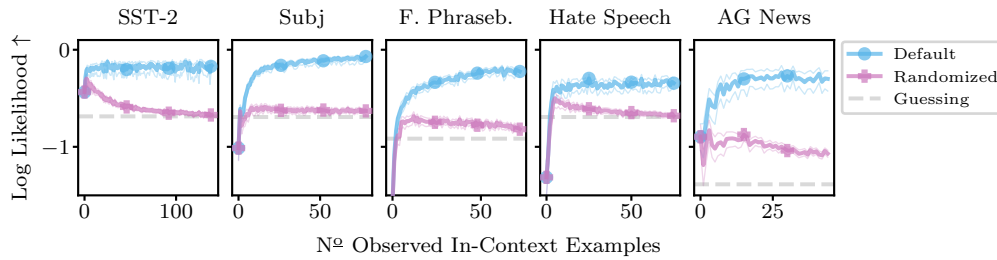 SST-2 Subj F. Phraseb. Hate Speech AG News
Log Likelihood ↑
0
−1
Default
Randomized
Guessing
0 100 0 50 0 50 0 50 0 25
Nº Observed In-Context Examples